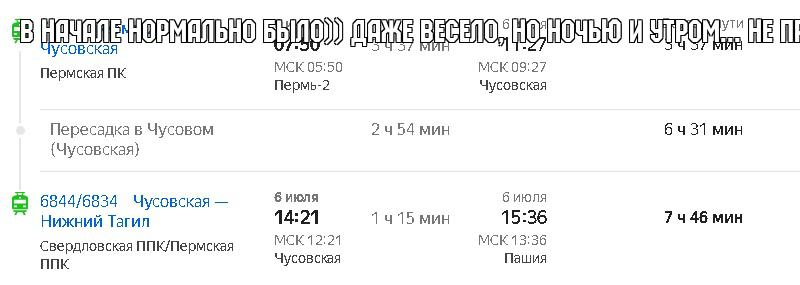 В НАЧАЛЕ НОРМАЛЬНО БЫЛО)) ДАЖЕ ВЕСЕЛО, НО НОЧЬЮ И УТРОМ... НЕ
Чусовская 07:50 3 ч 37 мин 11:27 3 ч 37 мин
МСК 05:50 МСК 09:27
Пермская ПК Пермь-2 Чусовская
Пересадка в Чусовом 2 ч 54 мин 6 ч 31 мин
(Чусовская)
6844/6834 Чусовская — 6 июля 6 июля
Нижний Тагил 14:21 1 ч 15 мин 15:36 7 ч 46 мин
Свердловская ППК/Пермская МСК 12:21 МСК 13:36
ППК Чусовская Пашия